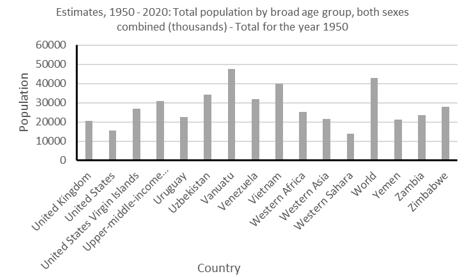 Estimates, 1950 - 2020: Total population by broad age group, both sexes
combined (thousands) - Total for the year 1950
60000
50000
40000
30000
20000
10000
0
Population
United Kingdom
United States
United States Virgin Islands
Upper-middle-income...
Uruguay
Uzbekistan
Vanuatu
Venezuela
Vietnam
Western Africa
Western Asia
Western Sahara
World
Yemen
Zambia
Zimbabwe
Country